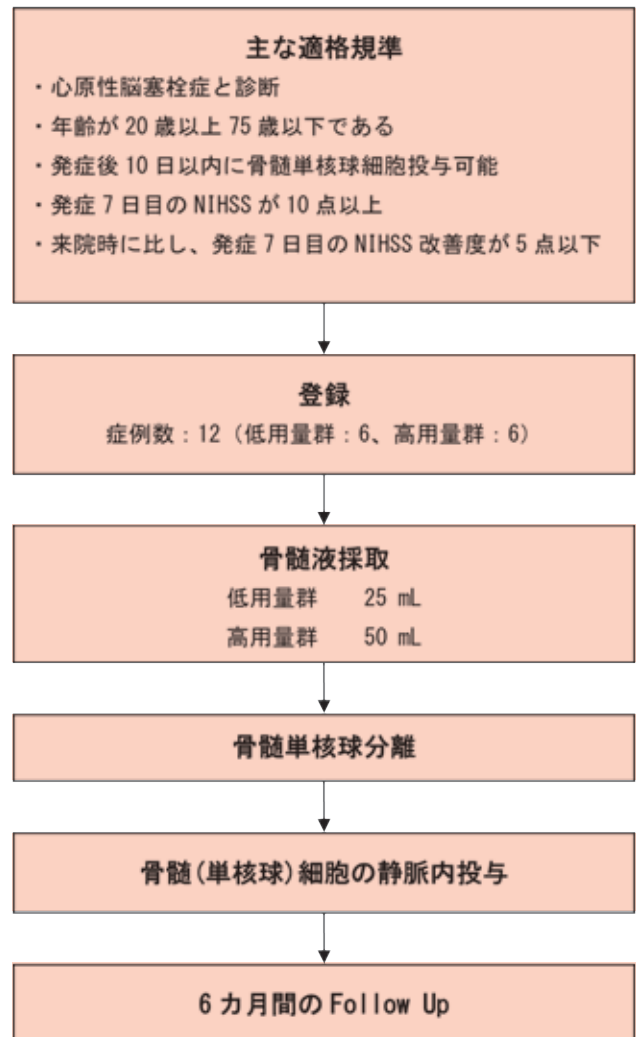 主な適格規準
・心原性脳塞栓症と診断
・年齢が 20 歳以上 75 歳以下である
・発症後 10 日以内に骨髄単核球細胞投与可能
・発症 7 日目の NIHSS が 10 点以上
・来院時に比し、発症 7 日目の NIHSS 改善度が 5 点以下
登録
症例数：12（低用量群：6、高用量群：6）
骨髄液採取
低用量群 25 mL
高用量群 50 mL
骨髄単核球分離
骨髄(単核球)細胞の静脈内投与
6 カ月間の Follow Up